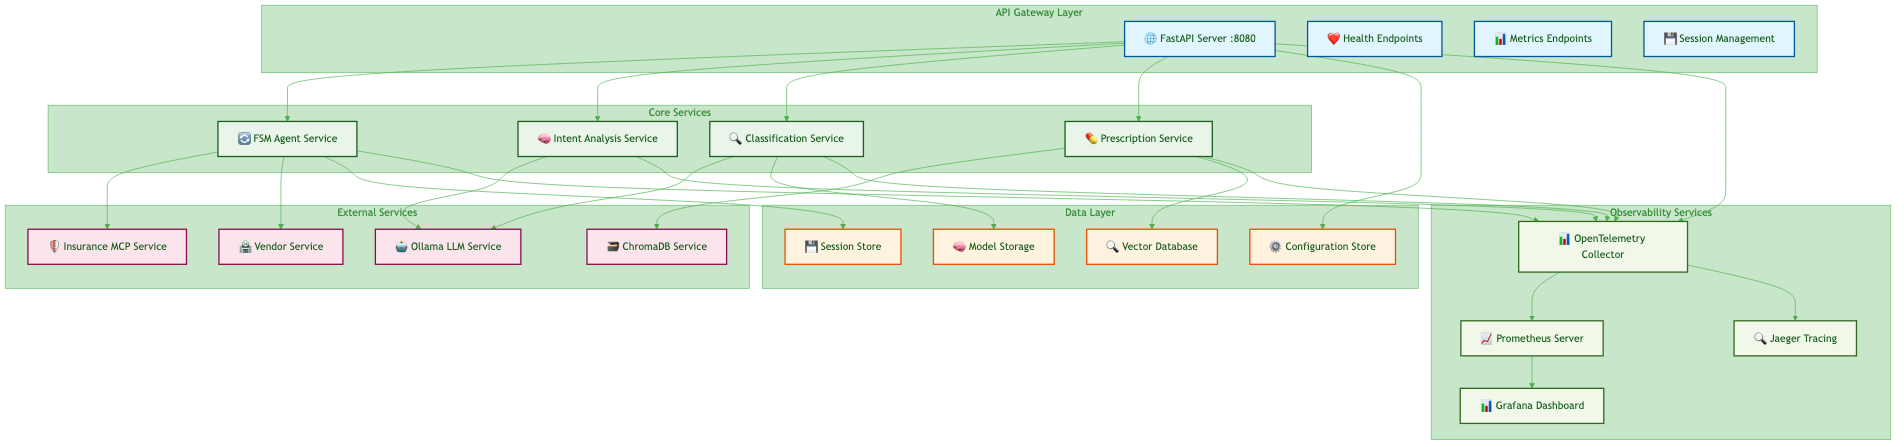 API Gateway Layer
🌐 FastAPI Server :8080
❤️ Health Endpoints
📊 Metrics Endpoints
💾 Session Management
Core Services
🔄 FSM Agent Service
🧠 Intent Analysis Service
🔍 Classification Service
💊 Prescription Service
External Services
🛡️ Insurance MCP Service
🏪 Vendor Service
🤖 Ollama LLM Service
🗃️ ChromaDB Service
Data Layer
💾 Session Store
🧠 Model Storage
🔍 Vector Database
⚙️ Configuration Store
Observability Services
📊 OpenTelemetry
Collector
📈 Prometheus Server
🔍 Jaeger Tracing
📊 Grafana Dashboard